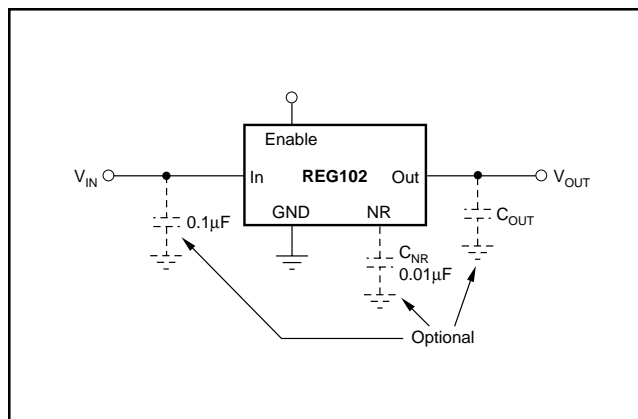 Enable
V_IN
In
REG102
Out
V_OUT
0.1µF
GND
NR
C_OUT
C_NR
0.01µF
Optional